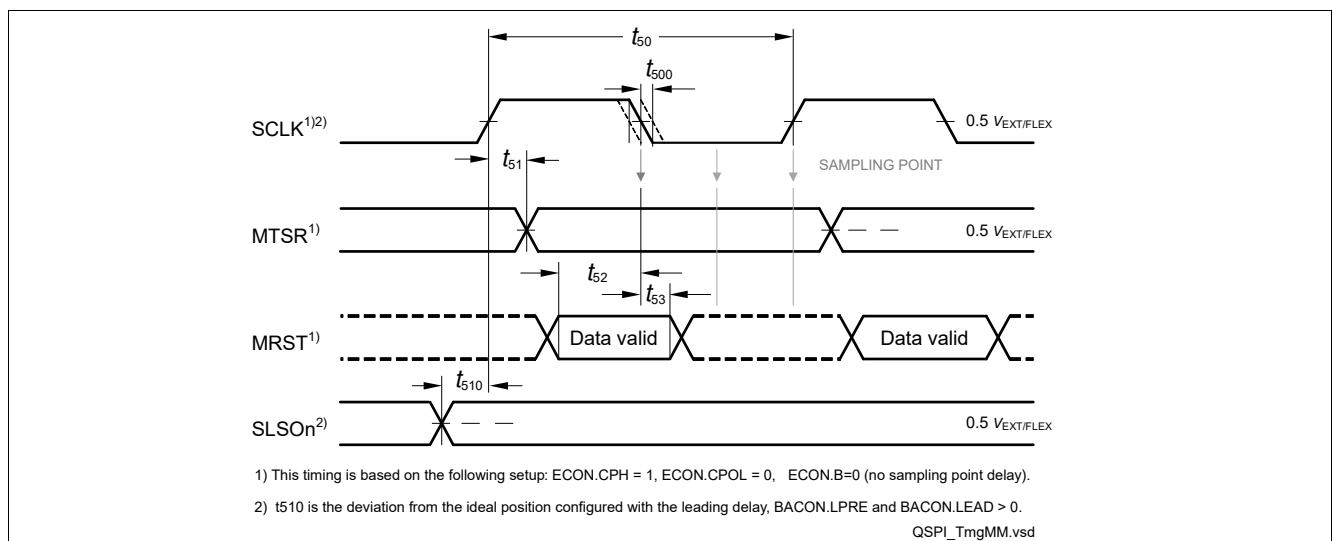 t50
t500
SCLK1)2)
0.5 VEXT/FLEX
t51
SAMPLING POINT
MTSR1)
0.5 VEXT/FLEX
t52
t53
MRST1)
Data valid
Data valid
t510
SLSOn2)
0.5 VEXT/FLEX
1) This timing is based on the following setup: ECON.CPH = 1, ECON.CPOL = 0, ECON.B=0 (no sampling point delay).
2) t510 is the deviation from the ideal position configured with the leading delay, BACON.LPRE and BACON.LEAD > 0.
QSPI_TmgMM.vsd